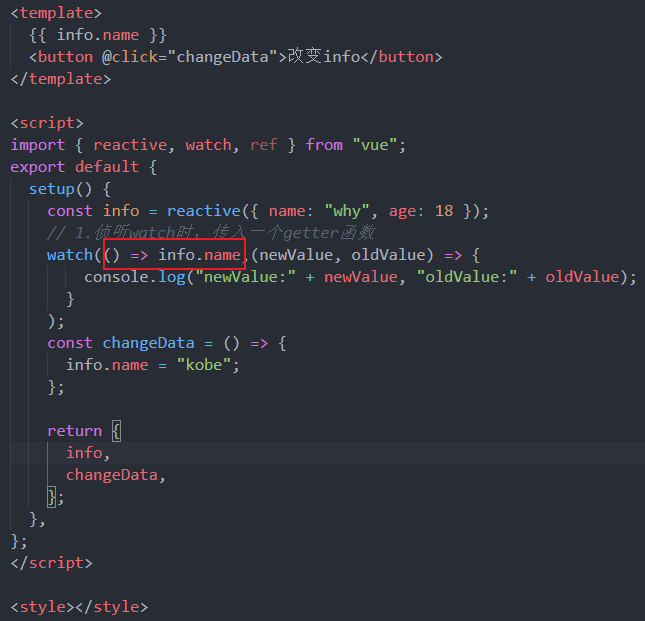 <template>
{{ info.name }}
<button @click="changeData">改变info</button>
</template>
<script>
import { reactive, watch, ref } from "vue";
export default {
setup() {
const info = reactive({ name: "why", age: 18 });
// 1.侦听watch时，传入一个getter函数
watch(() => info.name,(newValue, oldValue) => {
console.log("newValue:" + newValue, "oldValue:" + oldValue);
}
);
const changeData = () => {
info.name = "kobe";
};
return {
info,
changeData,
};
},
};
</script>
<style></style>